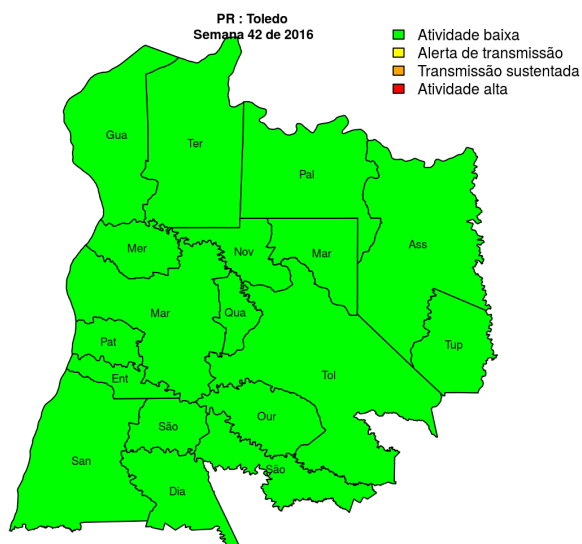 PR : Toledo
Semana 42 de 2016
Atividade baixa
Alerta de transmissão
Transmissão sustentada
Atividade alta
Gua
Ter
Pal
Mer
Nov
Mar
Ass
Mar
Qua
Pat
Tup
Ent
Tol
Our
São
San
São
Dia